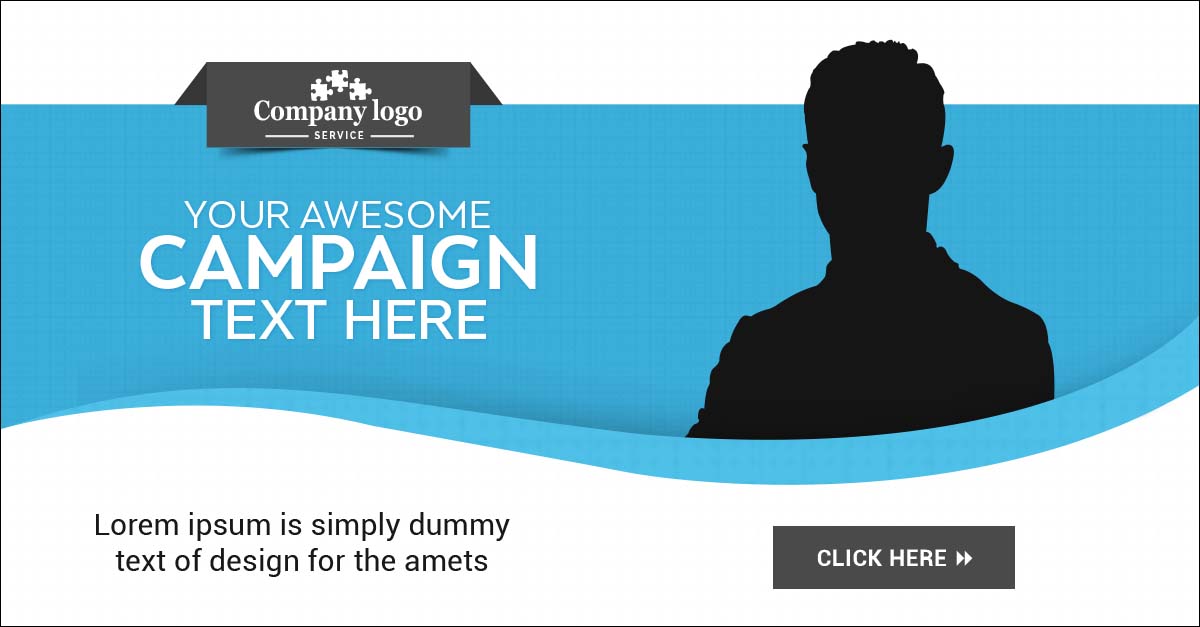 Company logo
SERVICE
YOUR AWESOME
CAMPAIGN
TEXT HERE
Lorem ipsum is simply dummy
text of design for the amets
CLICK HERE